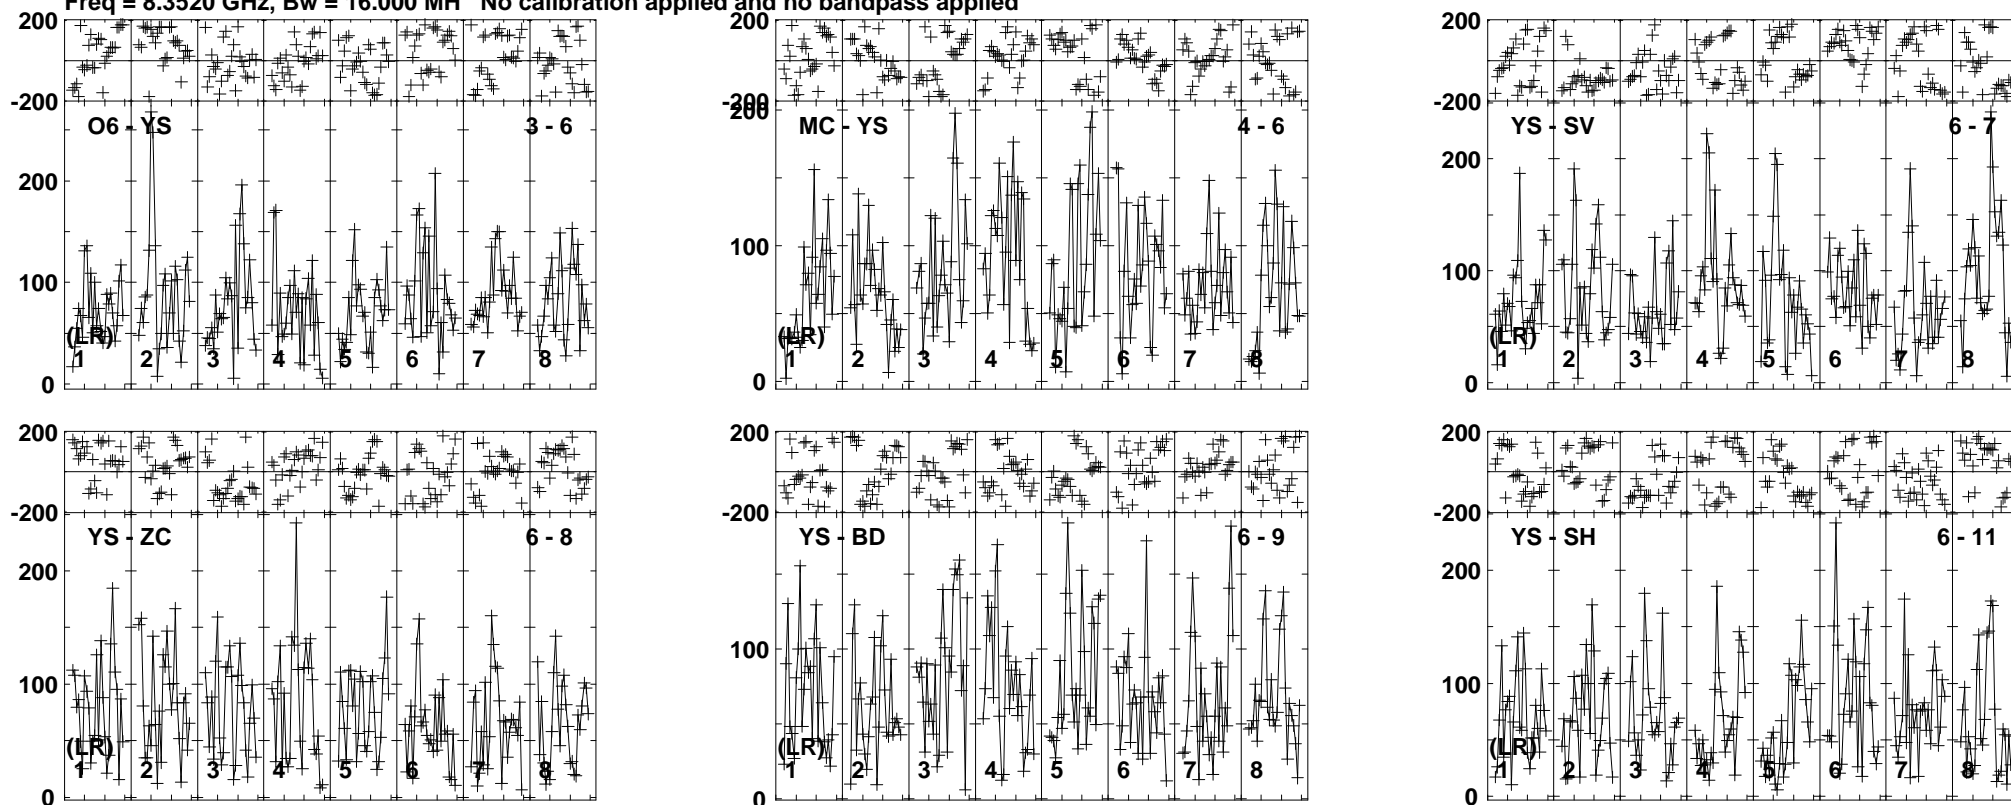 Freq = 8.3520 GHz, Bw = 16.000 MH No calibration applied and no bandpass applied
200 200 200
-200 -200 -200
200
O6 - YS 3 - 6 MC - YS 4 - 6 YS - SV 6 - 7
200 200
100 100 100
(LR) (LR) (LR)
1 2 3 4 5 6 7 8 1 2 3 4 5 6 7 8 1 2 3 4 5 6 7 8
0 0 0
200 200 200
-200 -200 -200
YS - ZC 6 - 8 YS - BD 6 - 9 YS - SH 6 - 11
200 200
100 100 100
(LR) (LR) (LR)
1 2 3 4 5 6 7 8 1 2 3 4 5 6 7 8 1 2 3 4 5 6 7 8
0 0 0